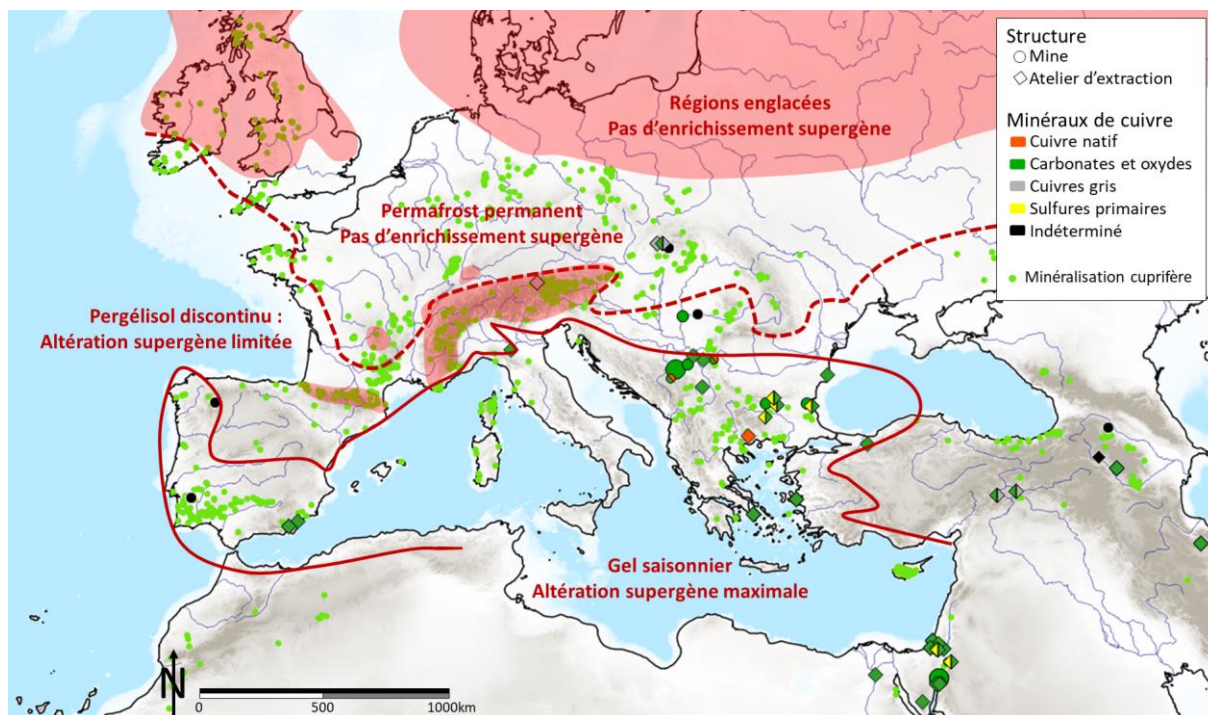 Régions englacées
Pas d'enrichissement supergène
Permafrost permanent
Pas d'enrichissement supergène
Pergélisol discontinu :
Altération supergène limitée
Gel saisonnier
Altération supergène maximale
Structure
Mine
Atelier d'extraction
Minéraux de cuivre
Cuivre natif
Carbonates et oxydes
Cuivres gris
Sulfures primaires
Indéterminé
Minéralisation cuprifère
N
0 500 1000km